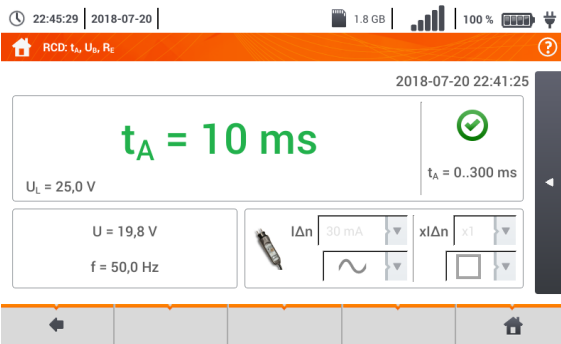 22:45:29 2018-07-20 1.8 GB 100 %
RCD: tA, UB, RE ?
2018-07-20 22:41:25
tA = 10 ms
tA = 0..300 ms
UL = 25,0 V
U = 19,8 V
IΔn 30 mA xIΔn x1
f = 50,0 Hz